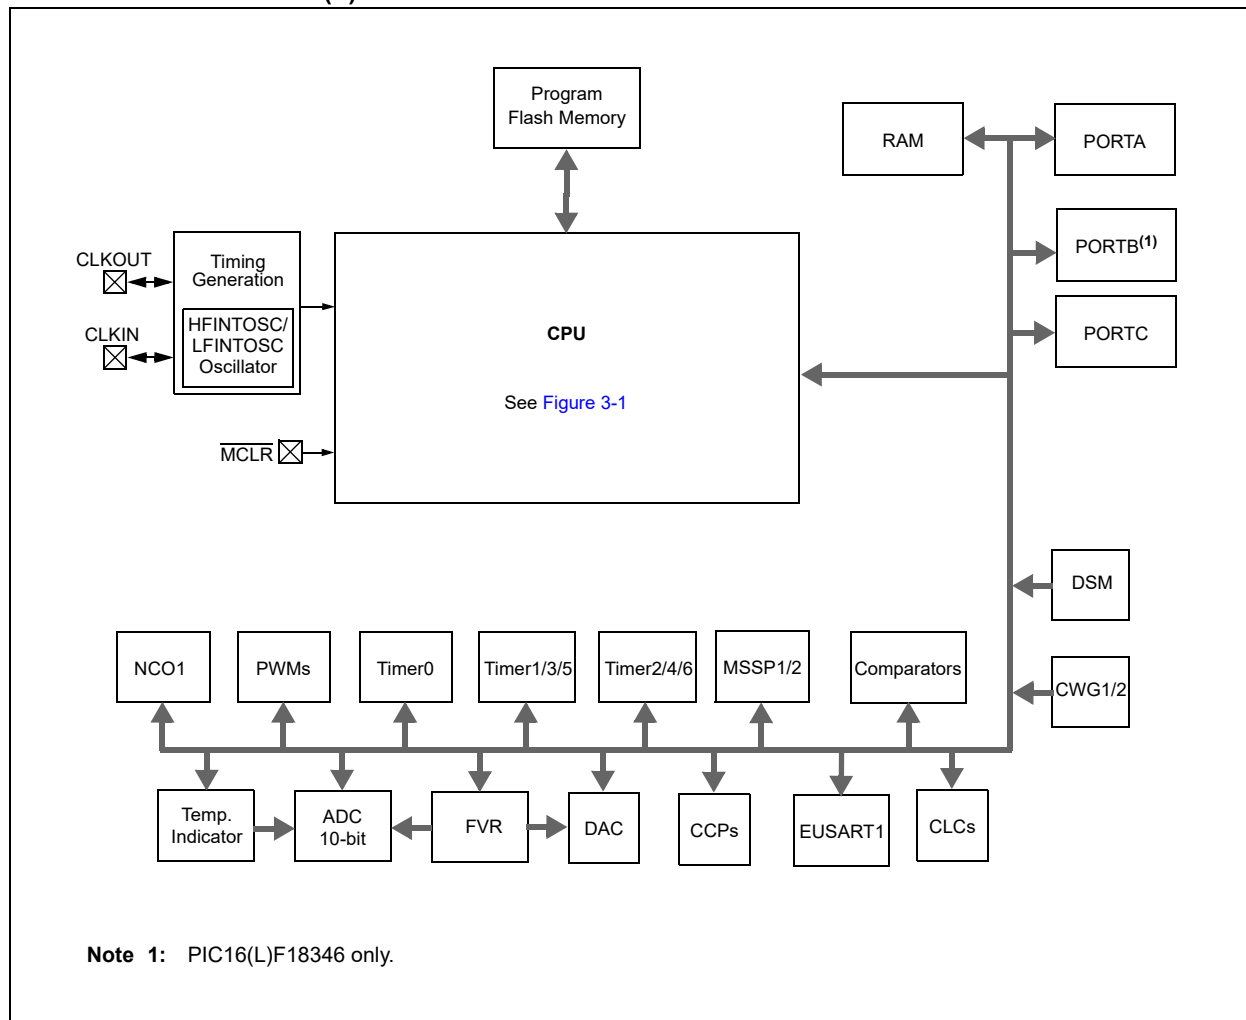 Program
Flash Memory
RAM
PORTA
PORTB(1)
PORTC
CLKOUT
CLKIN
Timing
Generation
HFINTOSC/
LFINTOSC
Oscillator
MCLR
CPU
See Figure 3-1
DSM
CWG1/2
NCO1
PWMs
Timer0
Timer1/3/5
Timer2/4/6
MSSP1/2
Comparators
Temp.
Indicator
ADC
10-bit
FVR
DAC
CCPs
EUSART1
CLCs
Note 1: PIC16(L)F18346 only.